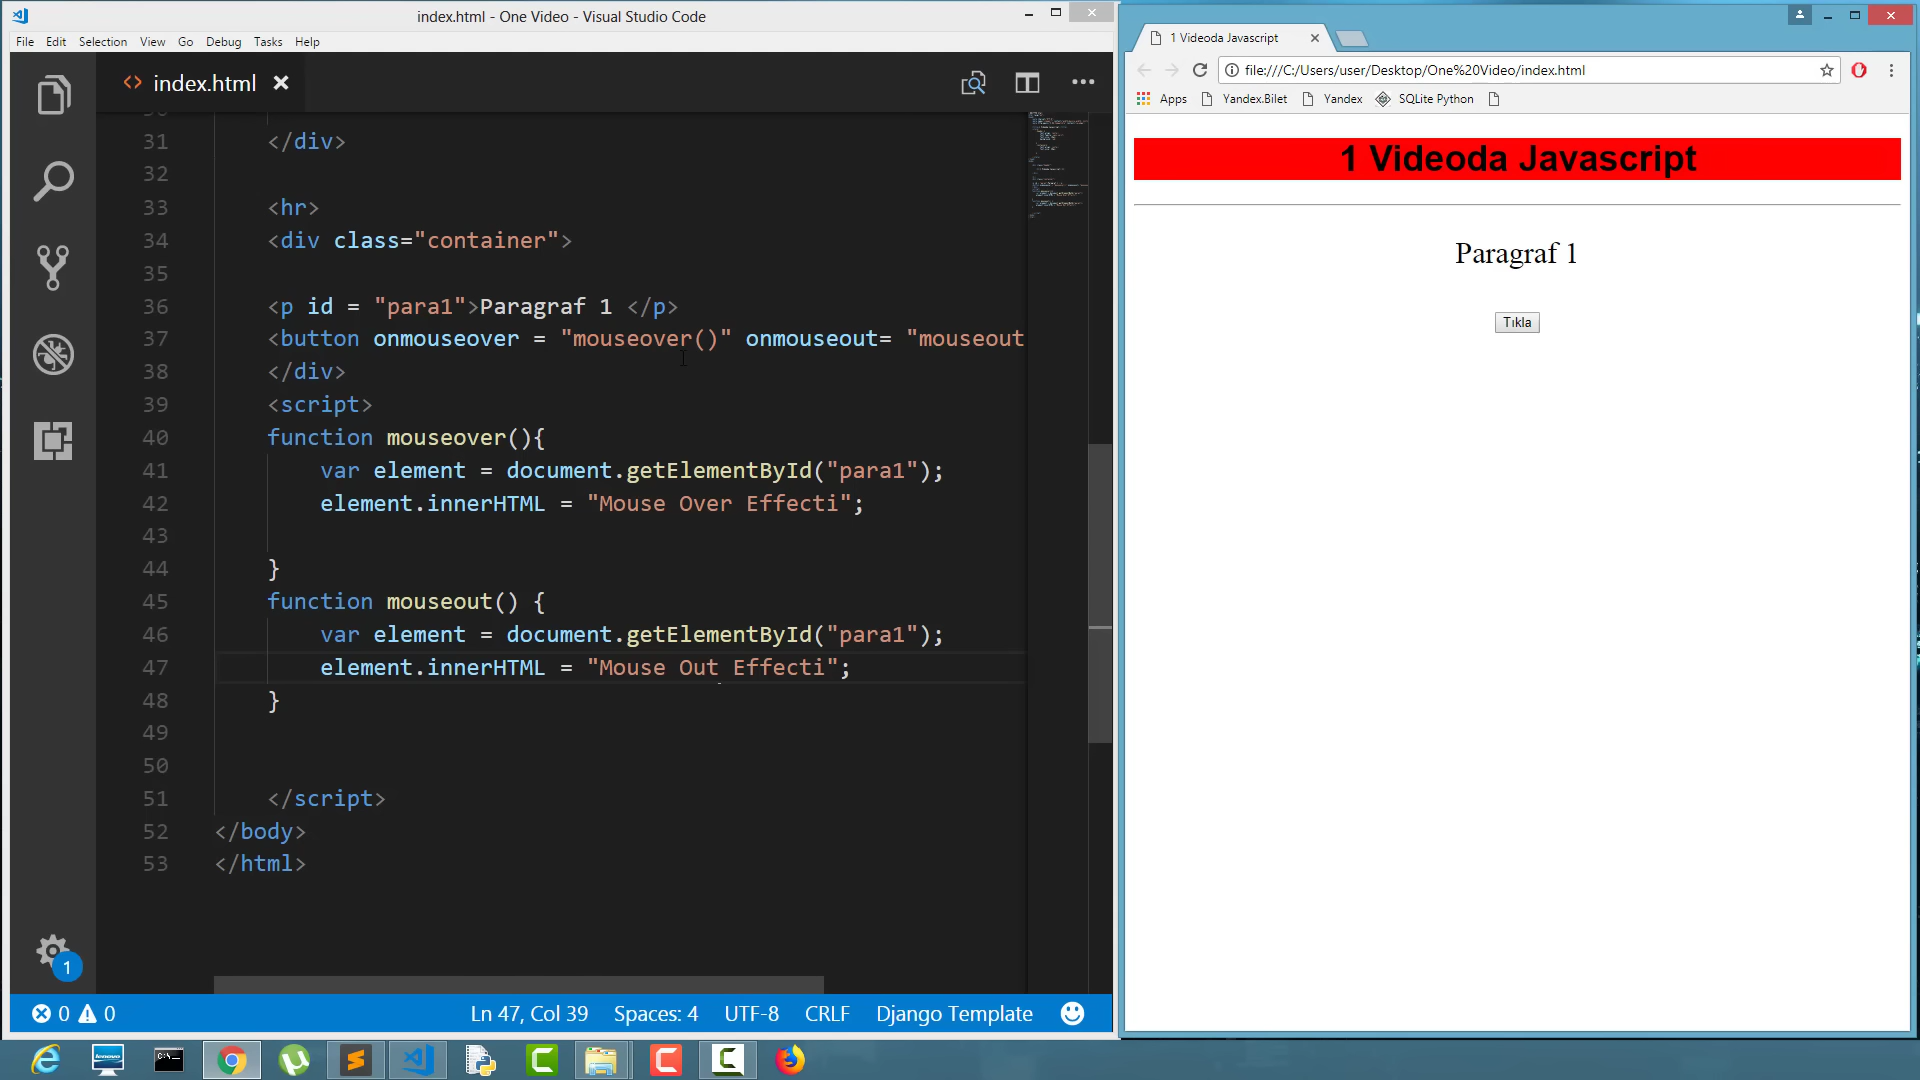 index.html - One Video - Visual Studio Code
File Edit Selection View Go Debug Tasks Help
index.html
31 </div>
32
33 <hr>
34 <div class="container">
35
36 <p id = "para1">Paragraf 1 </p>
37 <button onmouseover = "mouseover()" onmouseout= "mouseout
38 </div>
39 <script>
40 function mouseover(){
41 var element = document.getElementById("para1");
42 element.innerHTML = "Mouse Over Effecti";
43
44 }
45 function mouseout() {
46 var element = document.getElementById("para1");
47 element.innerHTML = "Mouse Out Effecti";
48 }
49
50
51 </script>
52 </body>
53 </html>
1
0 0 Ln 47, Col 39 Spaces: 4 UTF-8 CRLF Django Template
1 Videoda Javascript
file:///C:/Users/user/Desktop/One%20Video/index.html
Apps Yandex.Bilet Yandex SQLite Python
1 Videoda Javascript
Paragraf 1
Tıkla